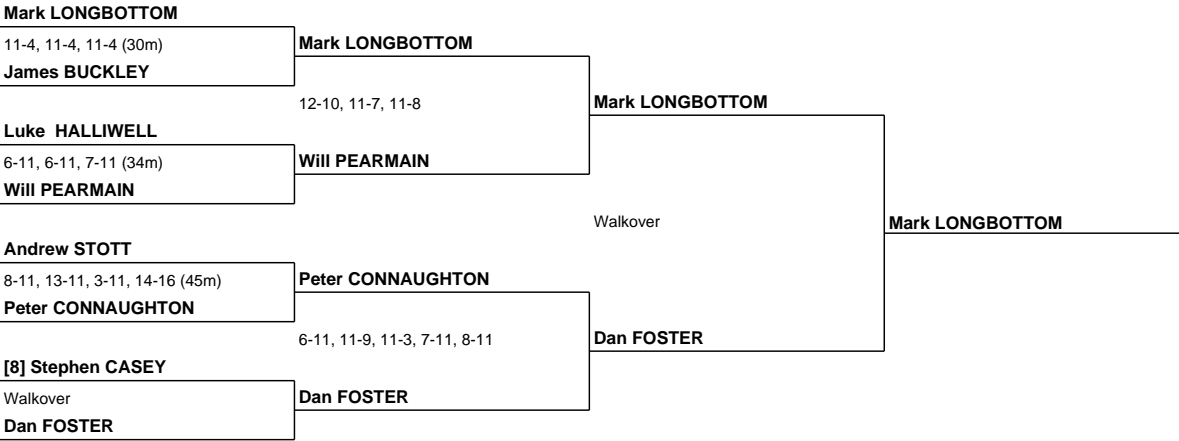 Mark LONGBOTTOM
11-4, 11-4, 11-4 (30m)
Mark LONGBOTTOM
James BUCKLEY
12-10, 11-7, 11-8
Mark LONGBOTTOM
Luke  HALLIWELL
6-11, 6-11, 7-11 (34m)
Will PEARMAIN
Will PEARMAIN
Walkover
Mark LONGBOTTOM
Andrew STOTT
8-11, 13-11, 3-11, 14-16 (45m)
Peter CONNAUGHTON
Peter CONNAUGHTON
6-11, 11-9, 11-3, 7-11, 8-11
Dan FOSTER
[8] Stephen CASEY
Walkover
Dan FOSTER
Dan FOSTER